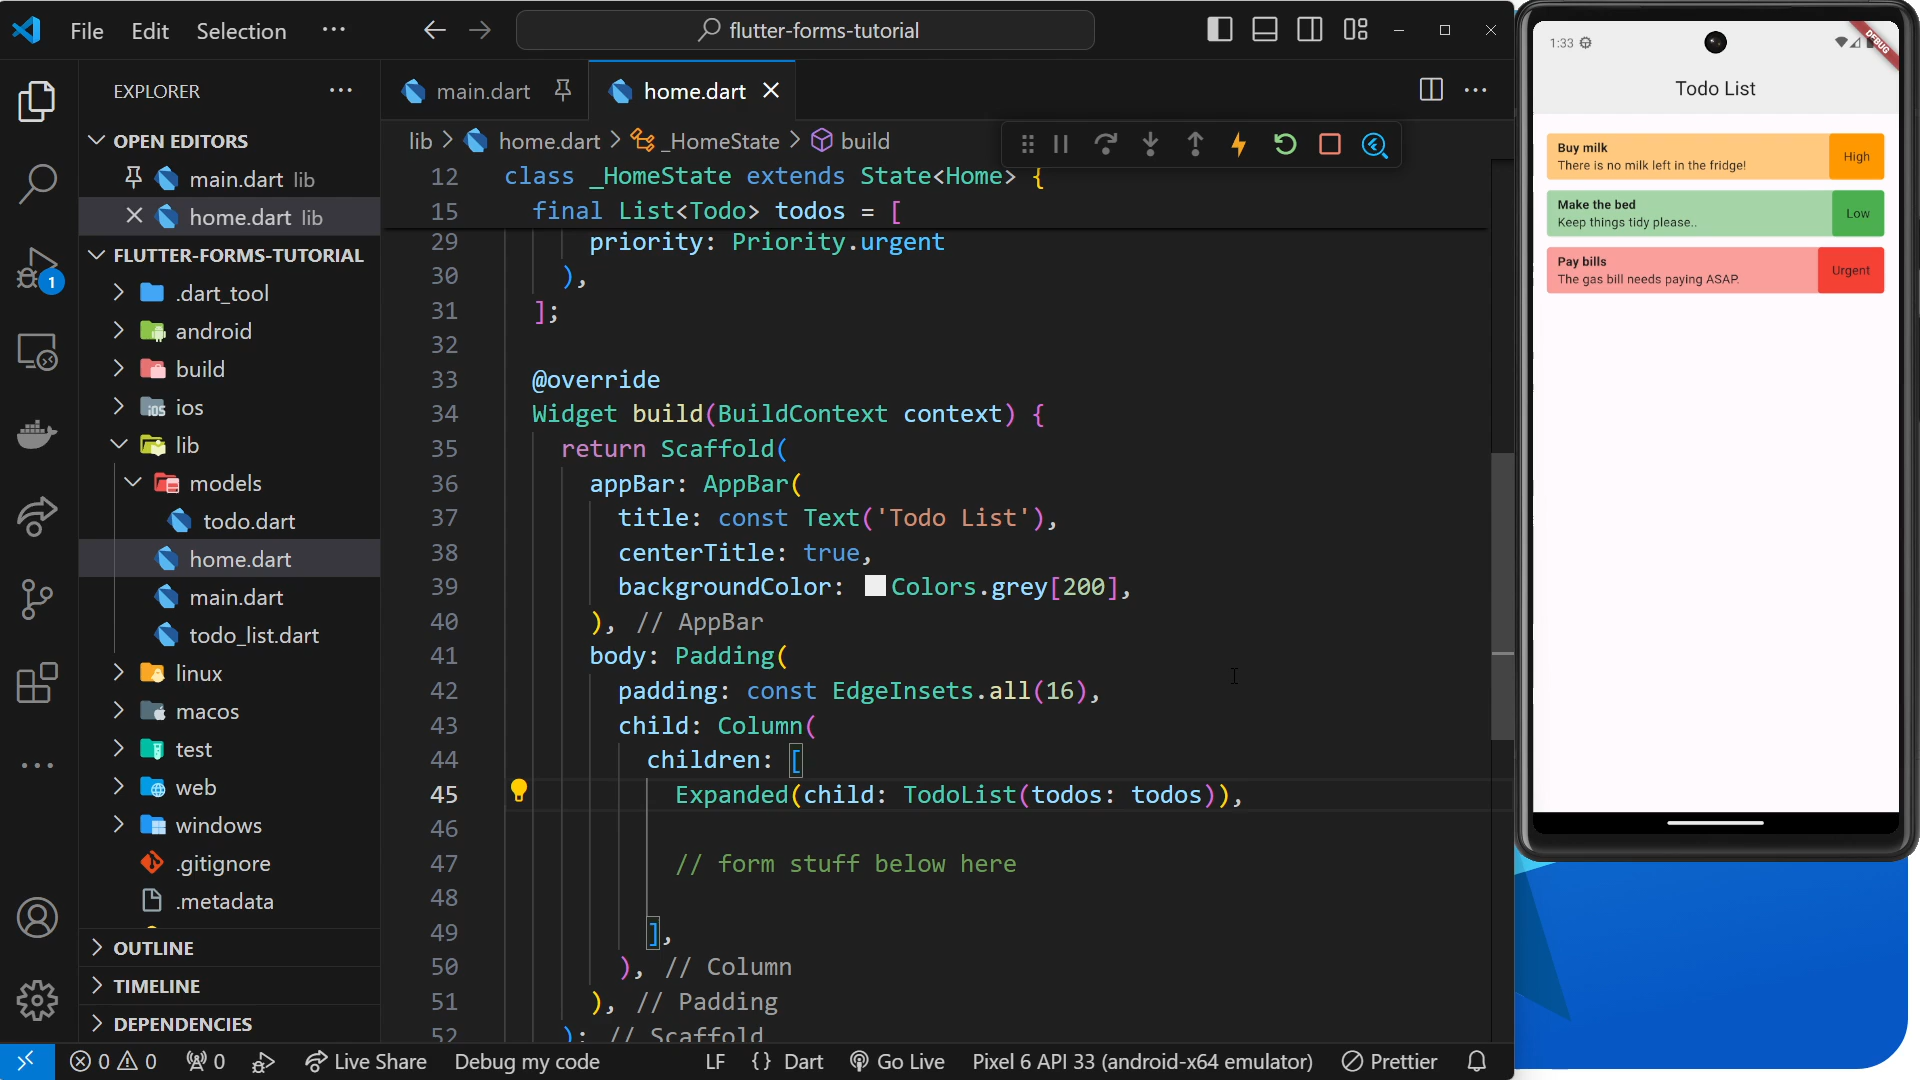 File Edit Selection ···
flutter-forms-tutorial
EXPLORER
OPEN EDITORS
main.dart lib
home.dart lib
FLUTTER-FORMS-TUTORIAL
.dart_tool
android
build
ios
lib
models
todo.dart
home.dart
main.dart
todo_list.dart
linux
macos
test
web
windows
.gitignore
.metadata
OUTLINE
TIMELINE
DEPENDENCIES
1
main.dart home.dart
lib > home.dart > _HomeState > build
12 class _HomeState extends State<Home> {
15 final List<Todo> todos = [
29 priority: Priority.urgent
30 ),
31 ];
32
33 @override
34 Widget build(BuildContext context) {
35 return Scaffold(
36 appBar: AppBar(
37 title: const Text('Todo List'),
38 centerTitle: true,
39 backgroundColor: Colors.grey[200],
40 ), // AppBar
41 body: Padding(
42 padding: const EdgeInsets.all(16),
43 child: Column(
44 children: [
45 Expanded(child: TodoList(todos: todos)),
46
47 // form stuff below here
48
49 ],
50 ), // Column
51 ), // Padding
52 ); // Scaffold
0 0 0 Live Share Debug my code LF {} Dart Go Live Pixel 6 API 33 (android-x64 emulator) Prettier
1:33
DEBUG
Todo List
Buy milk
There is no milk left in the fridge!
High
Make the bed
Keep things tidy please..
Low
Pay bills
The gas bill needs paying ASAP.
Urgent